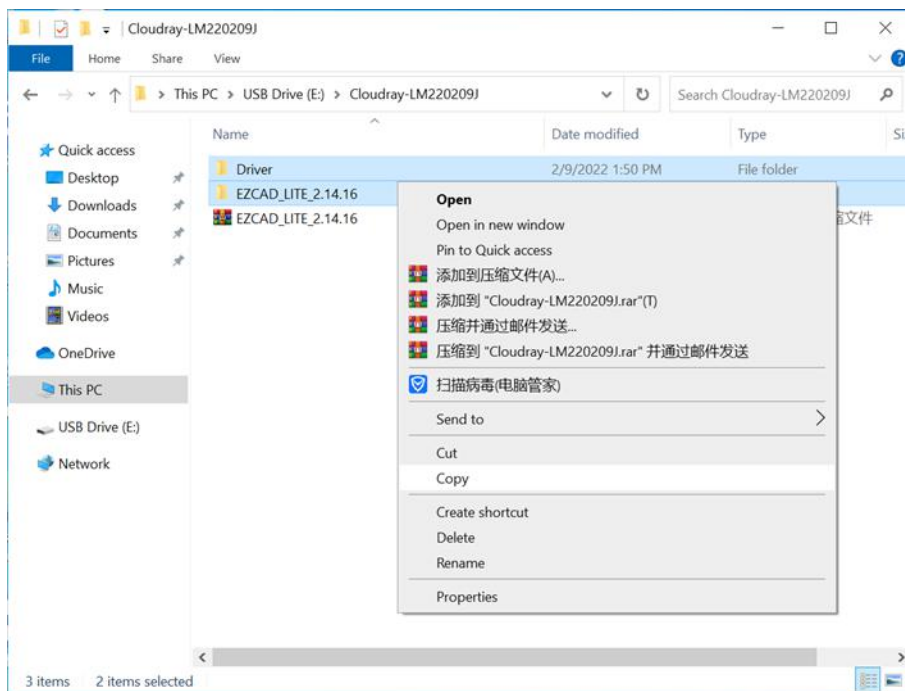 Cloudray-LM220209J
File Home Share View
This PC > USB Drive (E:) > Cloudray-LM220209J
Search Cloudray-LM220209J
Name Date modified Type
Quick access
Desktop
Downloads
Documents
Pictures
Music
Videos
OneDrive
This PC
USB Drive (E:)
Network
Driver 2/9/2022 1:50 PM File folder
EZCAD_LITE_2.14.16
EZCAD_LITE_2.14.16 缩文件
Open
Open in new window
Pin to Quick access
添加到压缩文件(A)...
添加到 "Cloudray-LM220209J.rar"(T)
压缩并通过邮件发送...
压缩到 "Cloudray-LM220209J.rar" 并通过邮件发送
扫描病毒(电脑管家)
Send to
Cut
Copy
Create shortcut
Delete
Rename
Properties
3 items 2 items selected